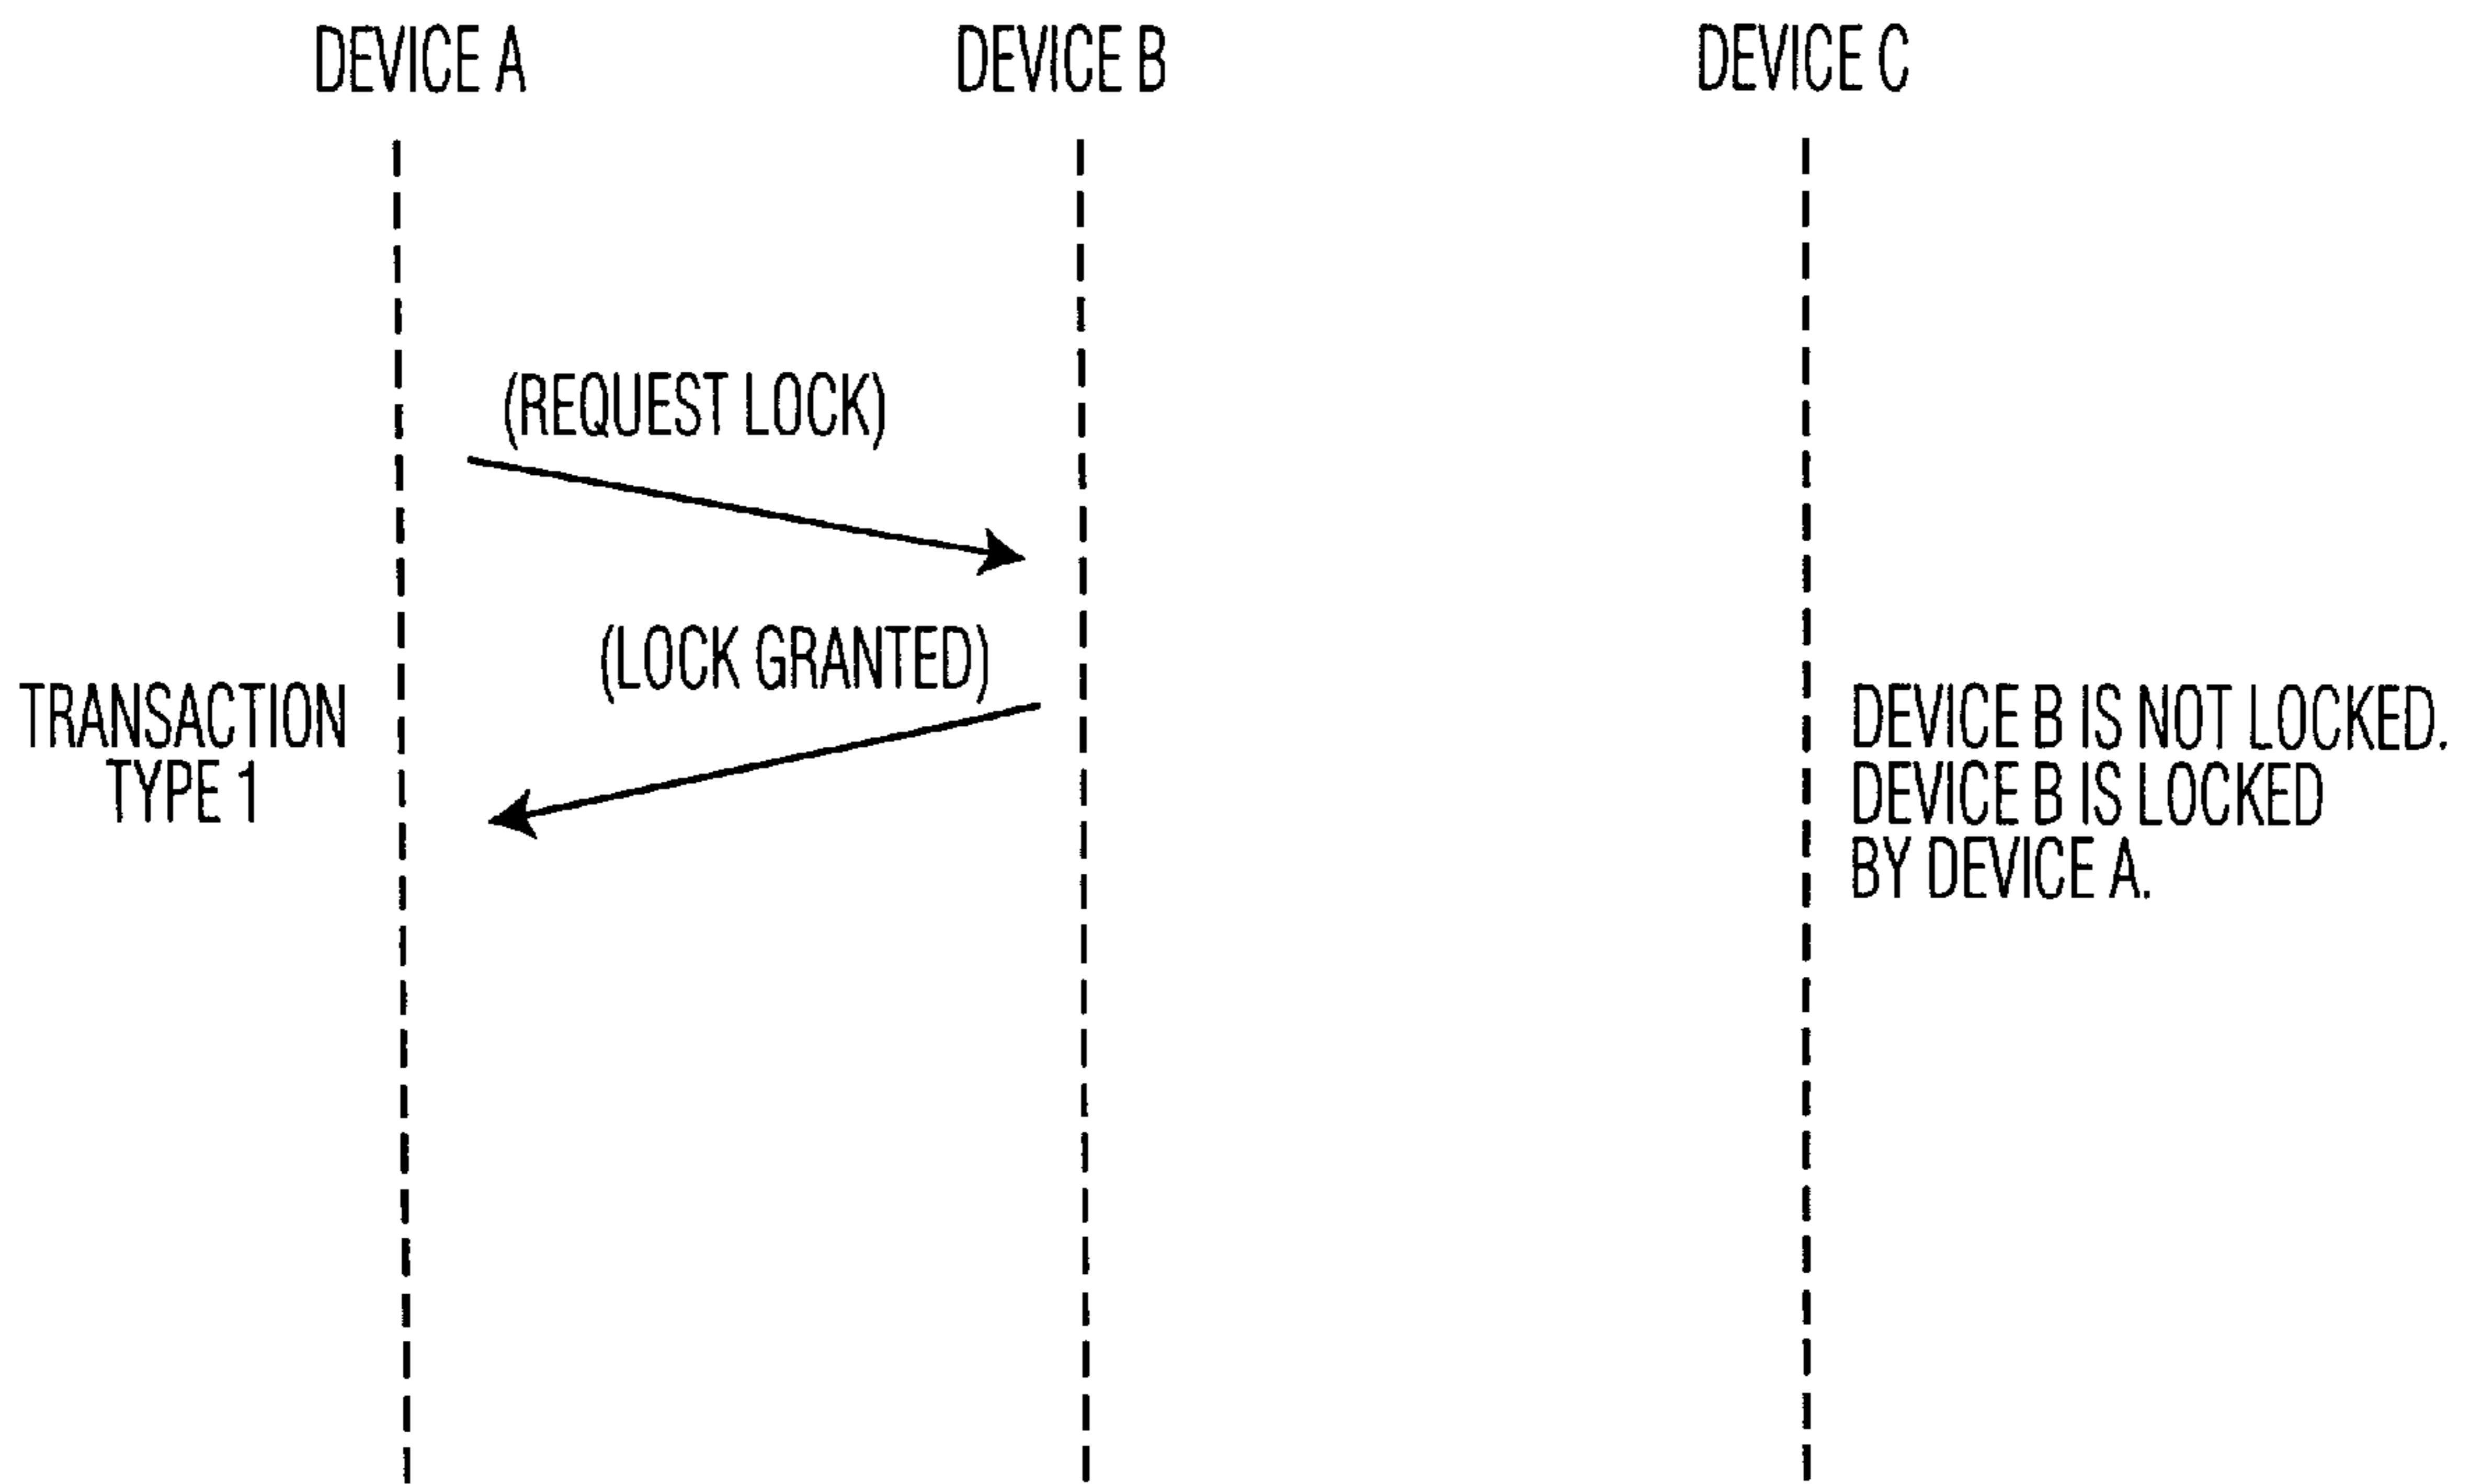 DEVICE A
DEVICE B
DEVICE C
(REQUEST LOCK)
(LOCK GRANTED)
TRANSACTION
TYPE 1
DEVICE B IS NOT LOCKED.
DEVICE B IS LOCKED
BY DEVICE A.